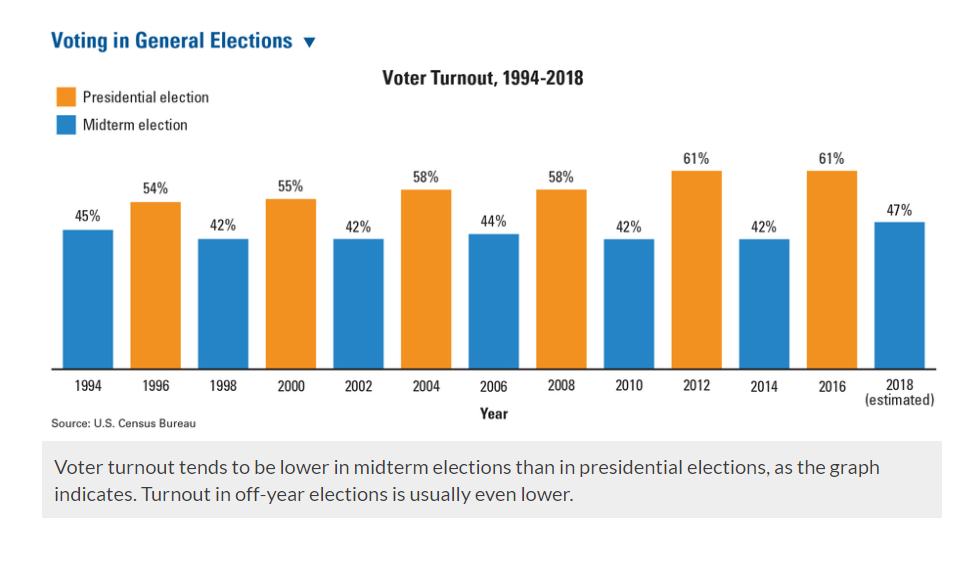 Voting in General Elections ▼
Voter Turnout, 1994-2018
Presidential election
Midterm election
45%
54%
42%
55%
42%
58%
44%
58%
42%
61%
42%
61%
47%
1994
1996
1998
2000
2002
2004
2006
2008
2010
2012
2014
2016
2018
(estimated)
Year
Source: U.S. Census Bureau
Voter turnout tends to be lower in midterm elections than in presidential elections, as the graph
indicates. Turnout in off-year elections is usually even lower.